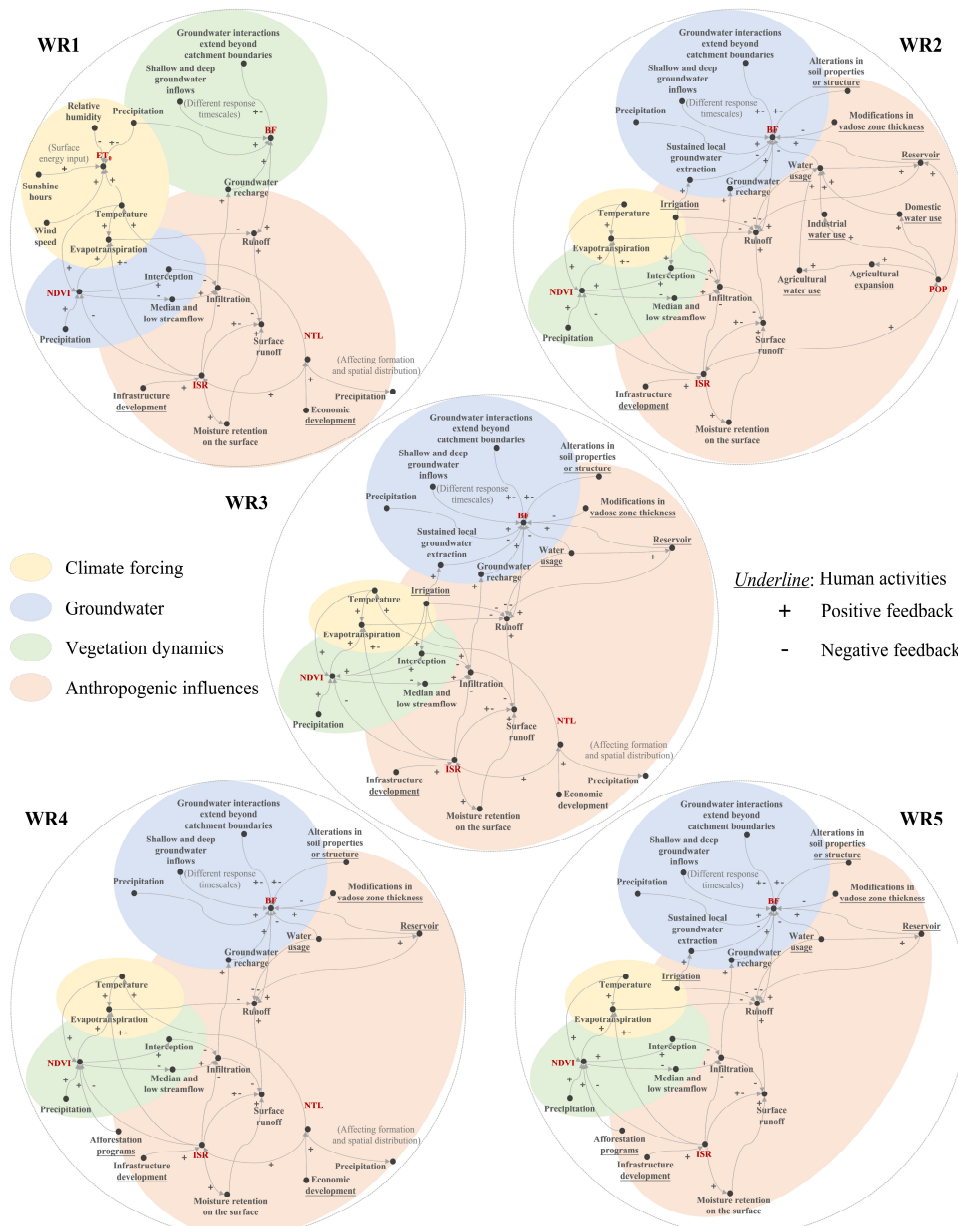 WR1
Groundwater interactions
extend beyond
catchment boundaries
Shallow and deep
groundwater
inflows
(Different response
timescales)
Relative
humidity
Precipitation
+-
BF
(Surface
energy input)
ET₀
Sunshine
hours
Wind
speed
Temperature
Evapotranspiration
Groundwater
recharge
Runoff
NDVI
Interception
Infiltration
Median and
low streamflow
Precipitation
Surface
runoff
NTL
(Affecting formation
and spatial distribution)
ISR
Infrastructure
development
Precipitation
Economic
development
Moisture retention
on the surface
WR2
Groundwater interactions
extend beyond
catchment boundaries
Shallow and deep
groundwater
inflows
(Different response
timescales)
Alterations in
soil properties
or structure
Precipitation
BF
Modifications in
vadose zone thickness
Sustained local
groundwater
extraction
Water
usage
Reservoir
Groundwater
recharge
Irrigation
Temperature
Evapotranspiration
Runoff
Industrial
water use
Domestic
water use
Interception
Agricultural
water use
Agricultural
expansion
POP
NDVI
Infiltration
Median and
low streamflow
Precipitation
Surface
runoff
ISR
Infrastructure
development
Moisture retention
on the surface
WR3
Groundwater interactions
extend beyond
catchment boundaries
Shallow and deep
groundwater
inflows
(Different response
timescales)
Alterations in
soil properties
or structure
Precipitation
BF
Modifications in
vadose zone thickness
Sustained local
groundwater
extraction
Water
usage
Reservoir
Groundwater
recharge
Irrigation
Temperature
Evapotranspiration
Runoff
Interception
NDVI
Infiltration
Median and
low streamflow
Precipitation
Surface
runoff
NTL
(Affecting formation
and spatial distribution)
ISR
Infrastructure
development
Precipitation
Economic
development
Moisture retention
on the surface
Climate forcing
Groundwater
Vegetation dynamics
Anthropogenic influences
Underline: Human activities
+ Positive feedback
- Negative feedback
WR4
Groundwater interactions
extend beyond
catchment boundaries
Shallow and deep
groundwater
inflows
(Different response
timescales)
Alterations in
soil properties
or structure
Precipitation
BF
Modifications in
vadose zone thickness
Water
usage
Reservoir
Groundwater
recharge
Temperature
Evapotranspiration
Runoff
Interception
NDVI
Infiltration
Median and
low streamflow
Precipitation
Surface
runoff
NTL
(Affecting formation
and spatial distribution)
Afforestation
programs
ISR
Infrastructure
development
Precipitation
Economic
development
Moisture retention
on the surface
WR5
Groundwater interactions
extend beyond
catchment boundaries
Shallow and deep
groundwater
inflows
(Different response
timescales)
Alterations in
soil properties
or structure
Precipitation
BF
Modifications in
vadose zone thickness
Sustained local
groundwater
extraction
Water
usage
Reservoir
Groundwater
recharge
Irrigation
Temperature
Evapotranspiration
Runoff
Interception
NDVI
Infiltration
Median and
low streamflow
Precipitation
Surface
runoff
Afforestation
programs
ISR
Infrastructure
development
Moisture retention
on the surface